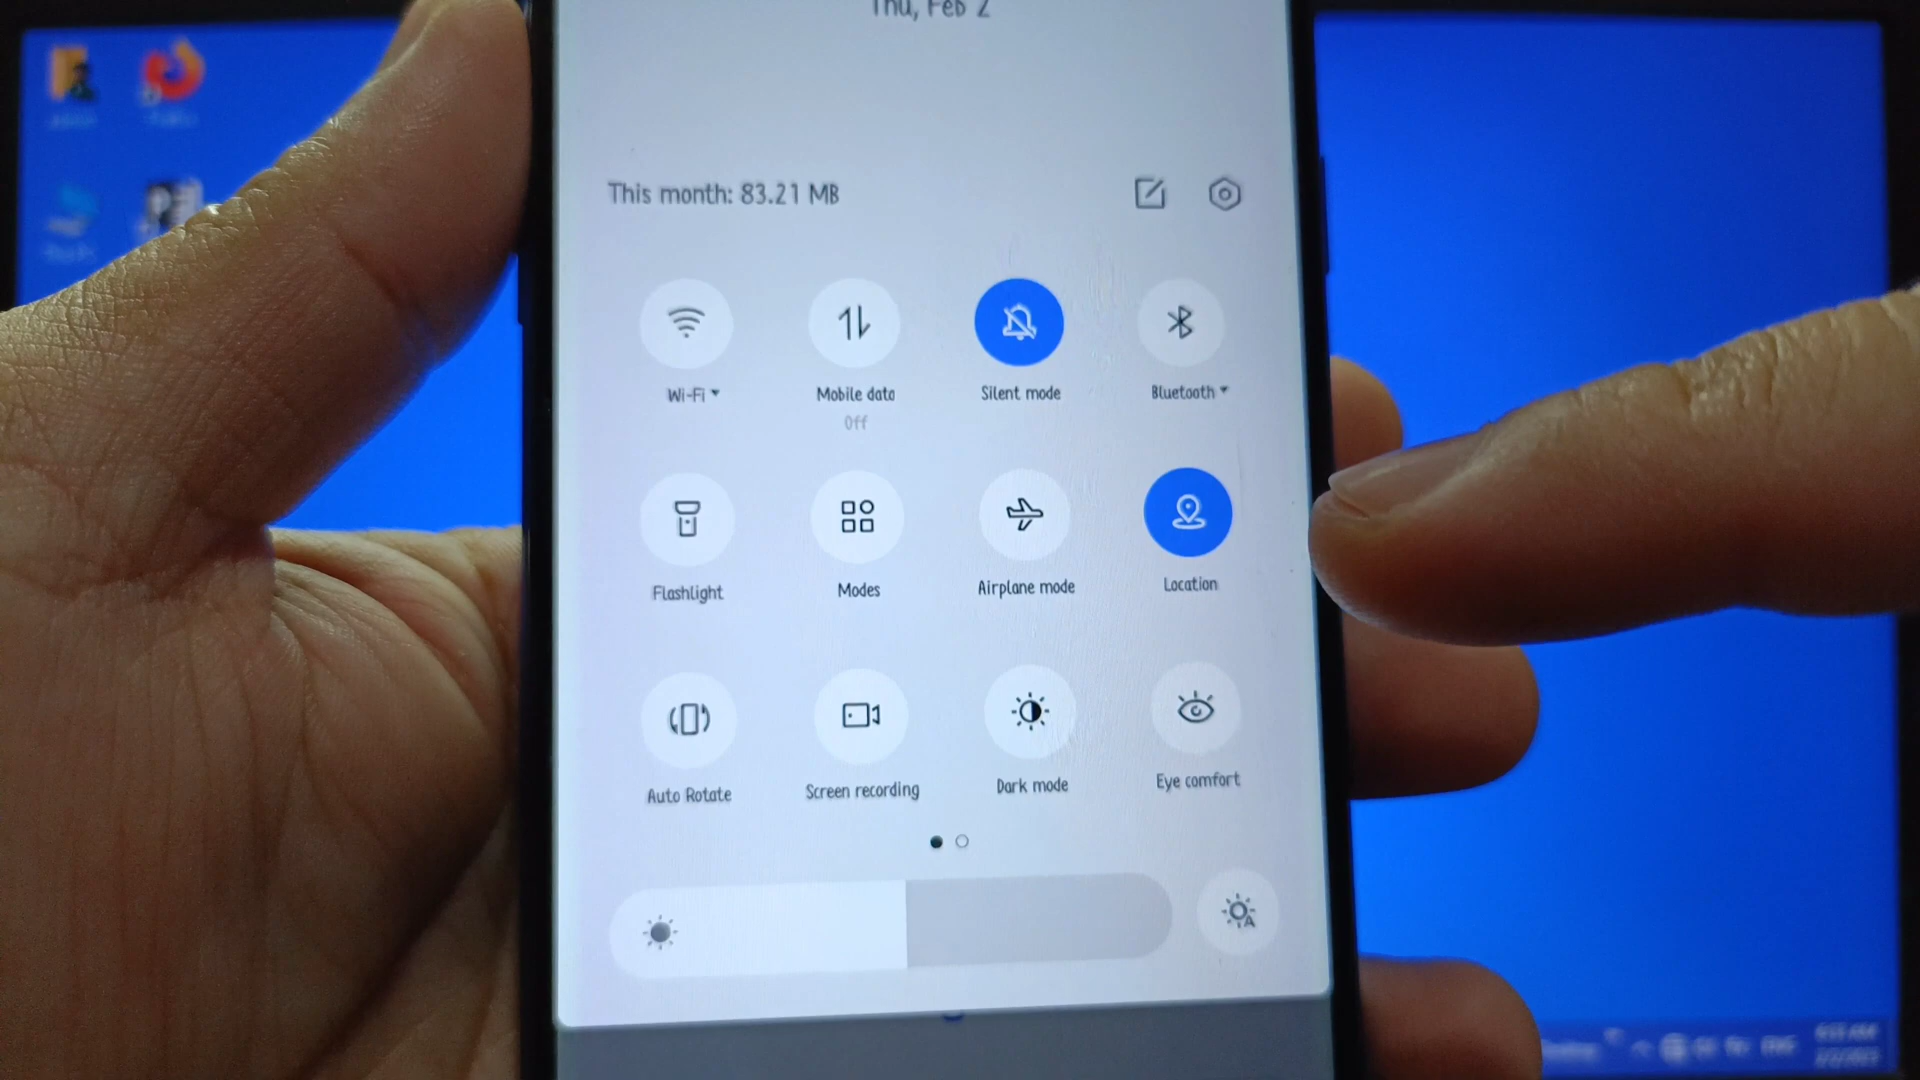 Thu, Feb 2
This month: 83.21 MB
Wi-Fi
Mobile data
Silent mode
Bluetooth
Off
Flashlight
Modes
Airplane mode
Location
Auto Rotate
Screen recording
Dark mode
Eye comfort